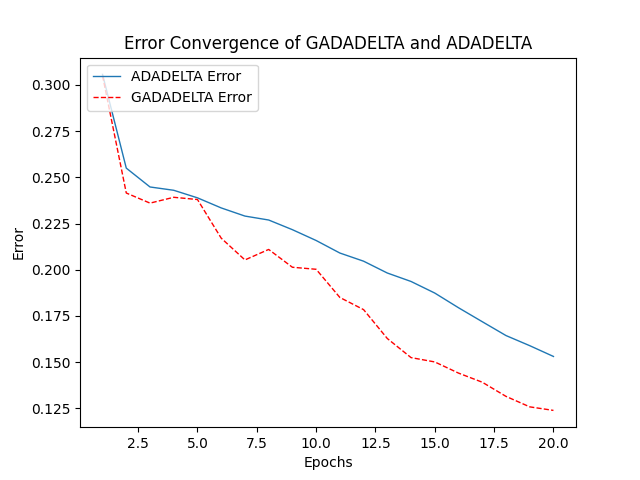 Error Convergence of GADADELTA and ADADELTA
ADADELTA Error
GADADELTA Error
0.300
0.275
0.250
0.225
0.200
0.175
0.150
0.125
Error
2.5 5.0 7.5 10.0 12.5 15.0 17.5 20.0
Epochs